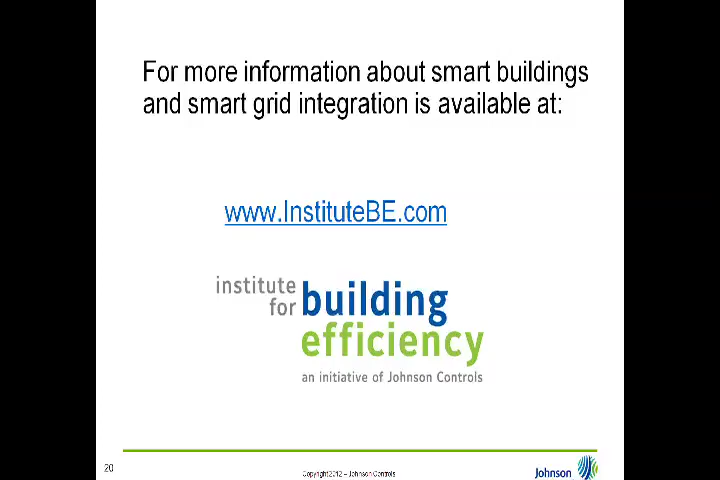 For more information about smart buildings
and smart grid integration is available at:
www.InstituteBE.com
institute
for building
efficiency
an initiative of Johnson Controls
20
Copyright 2012 – Johnson Controls
Johnson